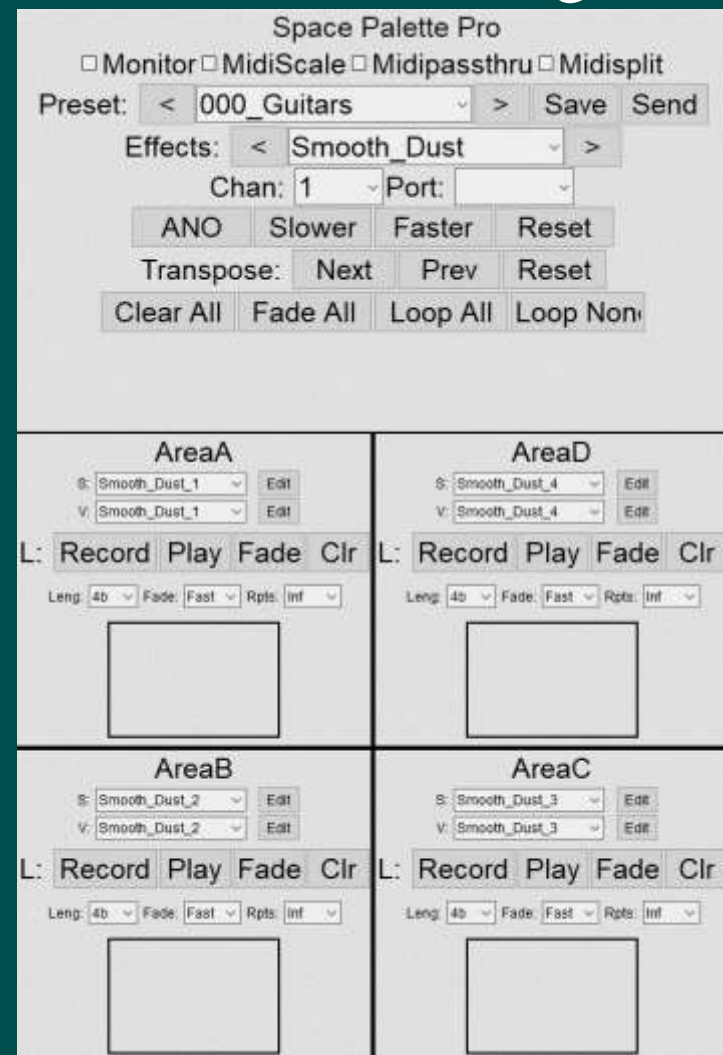 Space Palette Pro
Monitor MidiScale Midipassthru Midisplit
Preset: < 000_Guitars > Save Send
Effects: < Smooth_Dust >
Chan: 1 Port:
ANO Slower Faster Reset
Transpose: Next Prev Reset
Clear All Fade All Loop All Loop Non
AreaA
S: Smooth_Dust_1 Edit
V: Smooth_Dust_1 Edit
L: Record Play Fade Clr
Leng: 4b Fade: Fast Rpts: Inf
AreaD
S: Smooth_Dust_4 Edit
V: Smooth_Dust_4 Edit
L: Record Play Fade Clr
Leng: 4b Fade: Fast Rpts: Inf
AreaB
S: Smooth_Dust_2 Edit
V: Smooth_Dust_2 Edit
L: Record Play Fade Clr
Leng: 4b Fade: Fast Rpts: Inf
AreaC
S: Smooth_Dust_3 Edit
V: Smooth_Dust_3 Edit
L: Record Play Fade Clr
Leng: 4b Fade: Fast Rpts: Inf